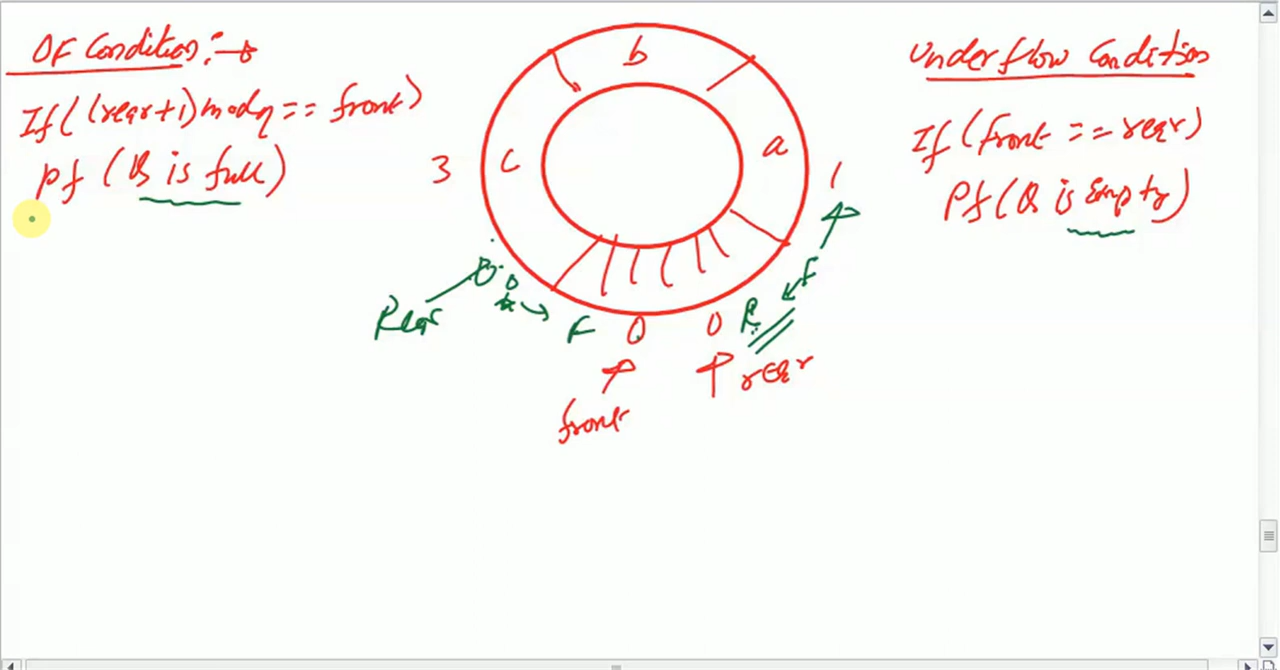 OF Condition:→
If((rear+1)mod n == front)
Pf (Q is full)
b
c
a
3
1
Rear
F
0
0
R
F
front
rear
Underflow Condition
If(front == rear)
Pf(Q is Empty)